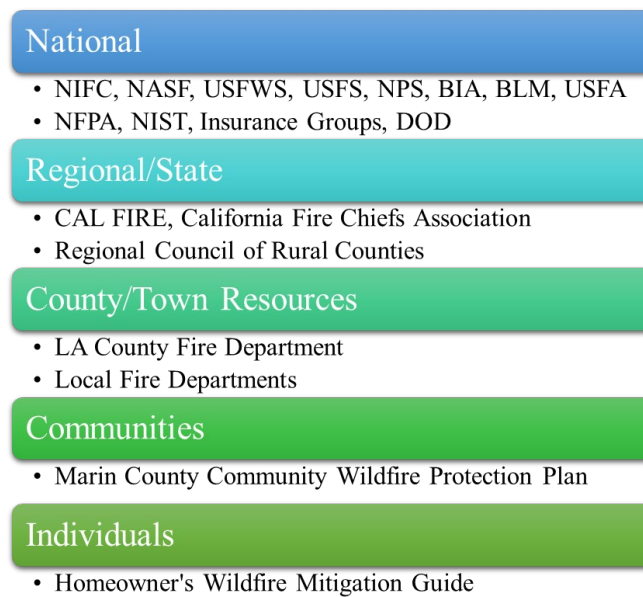 National
• NIFC, NASF, USFWS, USFS, NPS, BIA, BLM, USFA
• NFPA, NIST, Insurance Groups, DOD
Regional/State
• CAL FIRE, California Fire Chiefs Association
• Regional Council of Rural Counties
County/Town Resources
• LA County Fire Department
• Local Fire Departments
Communities
• Marin County Community Wildfire Protection Plan
Individuals
• Homeowner's Wildfire Mitigation Guide